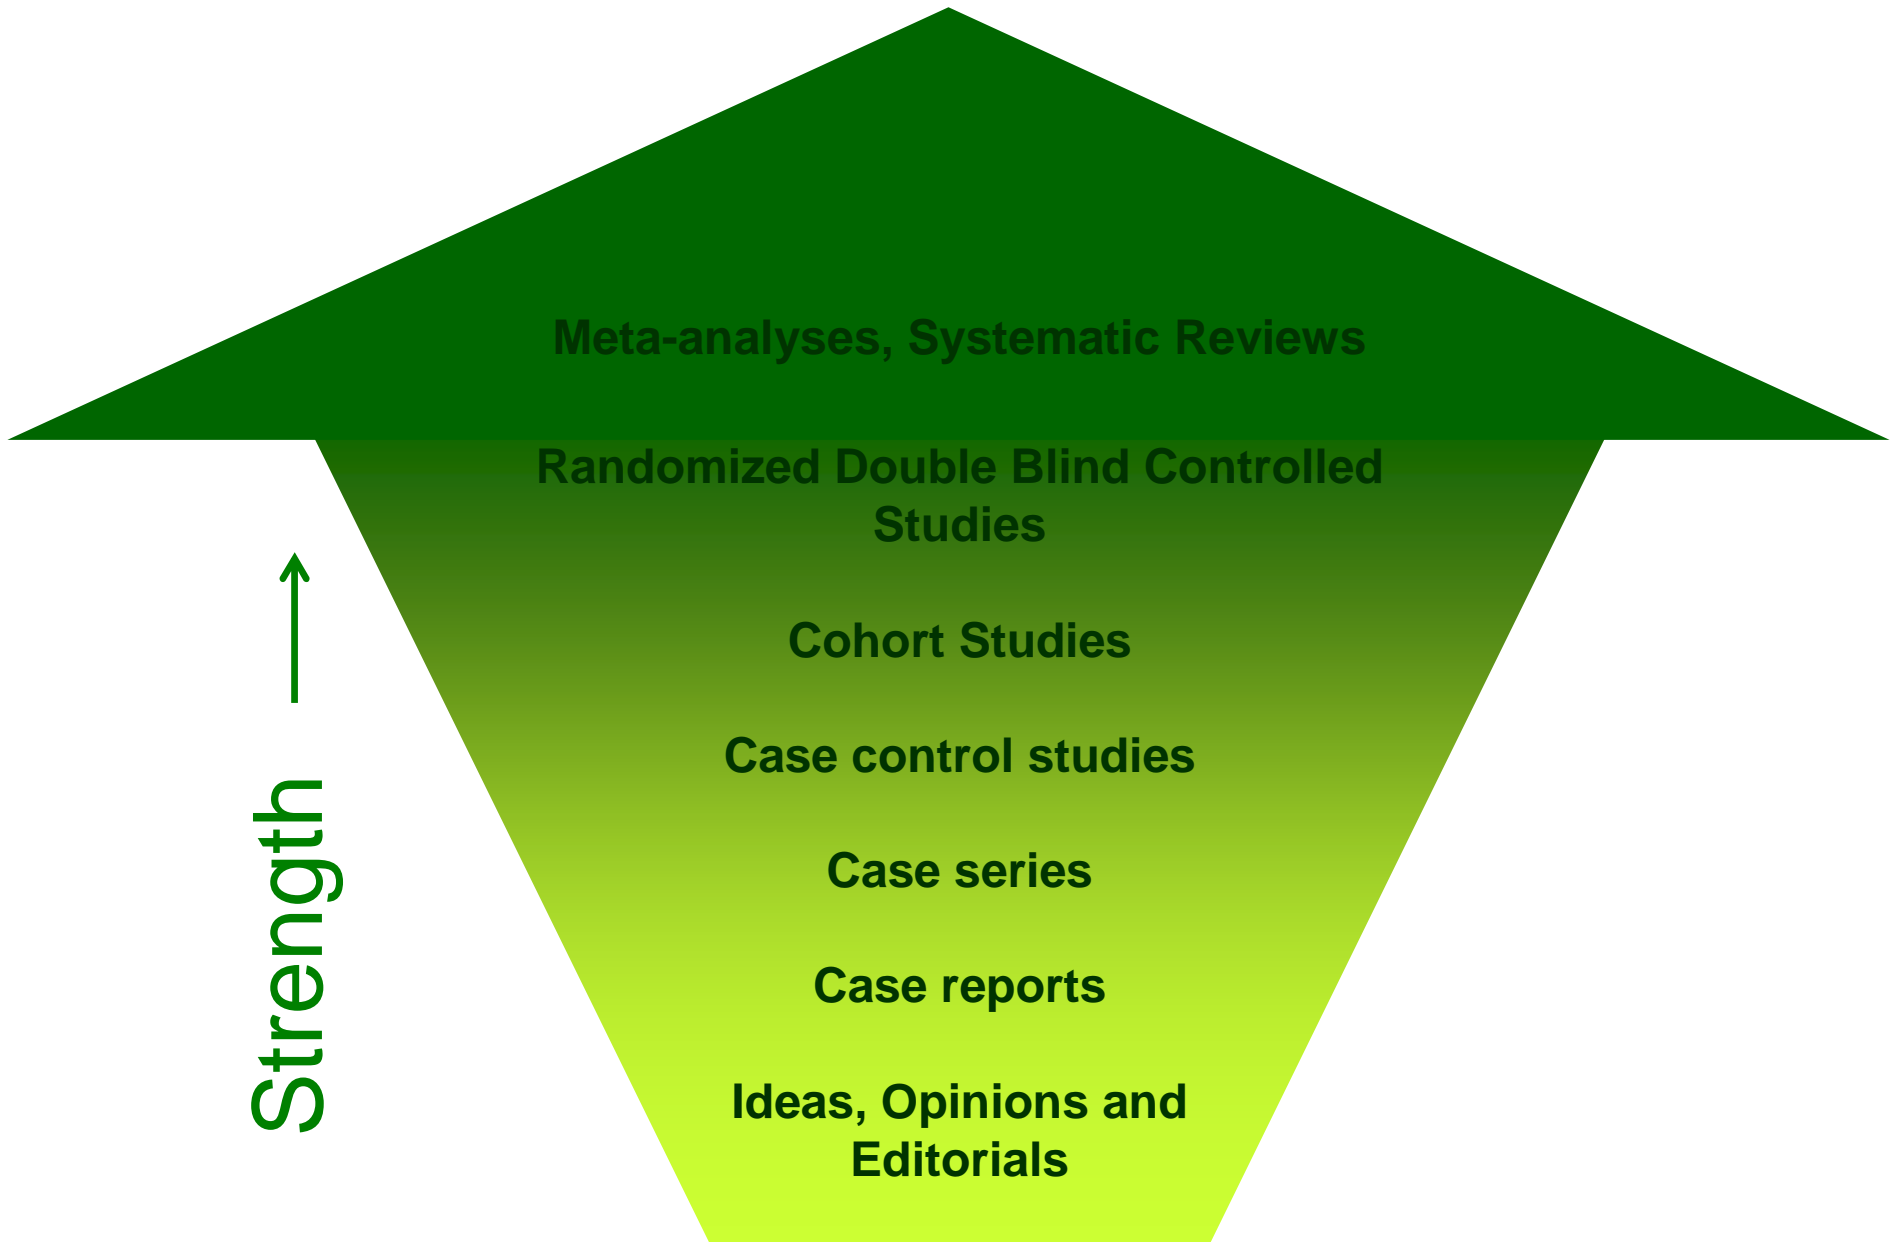 Meta-analyses, Systematic Reviews
Randomized Double Blind Controlled
Studies
Cohort Studies
Case control studies
Case series
Case reports
Ideas, Opinions and
Editorials
Strength